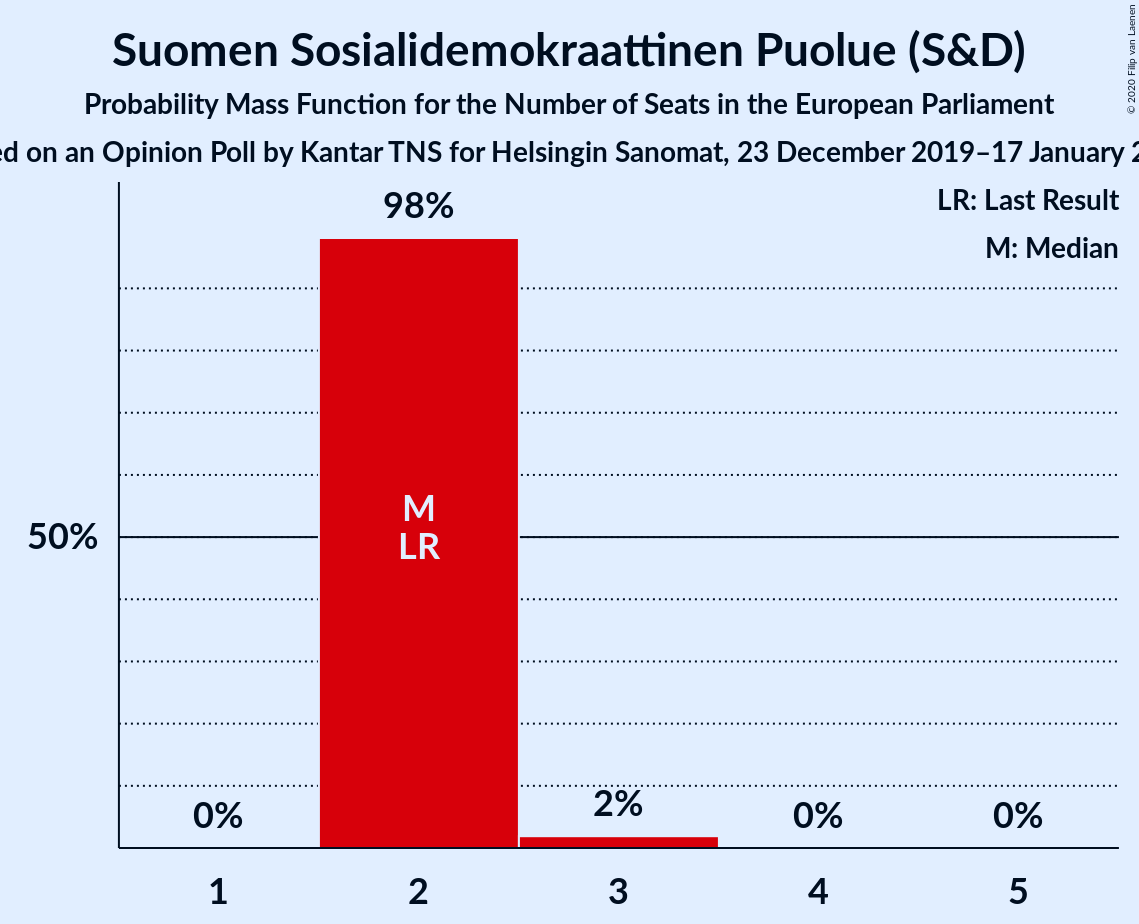 Suomen Sosialidemokraattinen Puolue (S&D)
Probability Mass Function for the Number of Seats in the European Parliament
on an Opinion Poll by Kantar TNS for Helsingin Sanomat, 23 December 2019–17 January
© 2020 Filip van Laenen
LR: Last Result
M: Median
98%
M
LR
50%
0%
2%
0%
0%
1
2
3
4
5